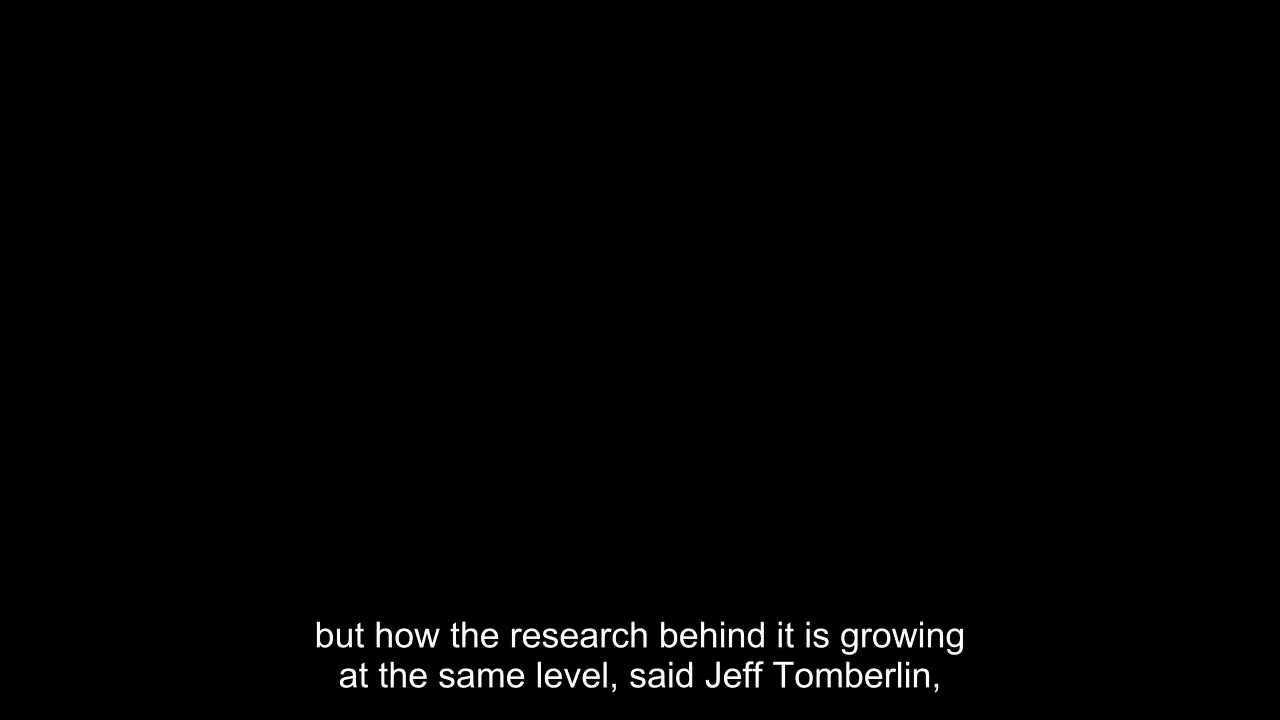 but how the research behind it is growing
at the same level, said Jeff Tomberlin,